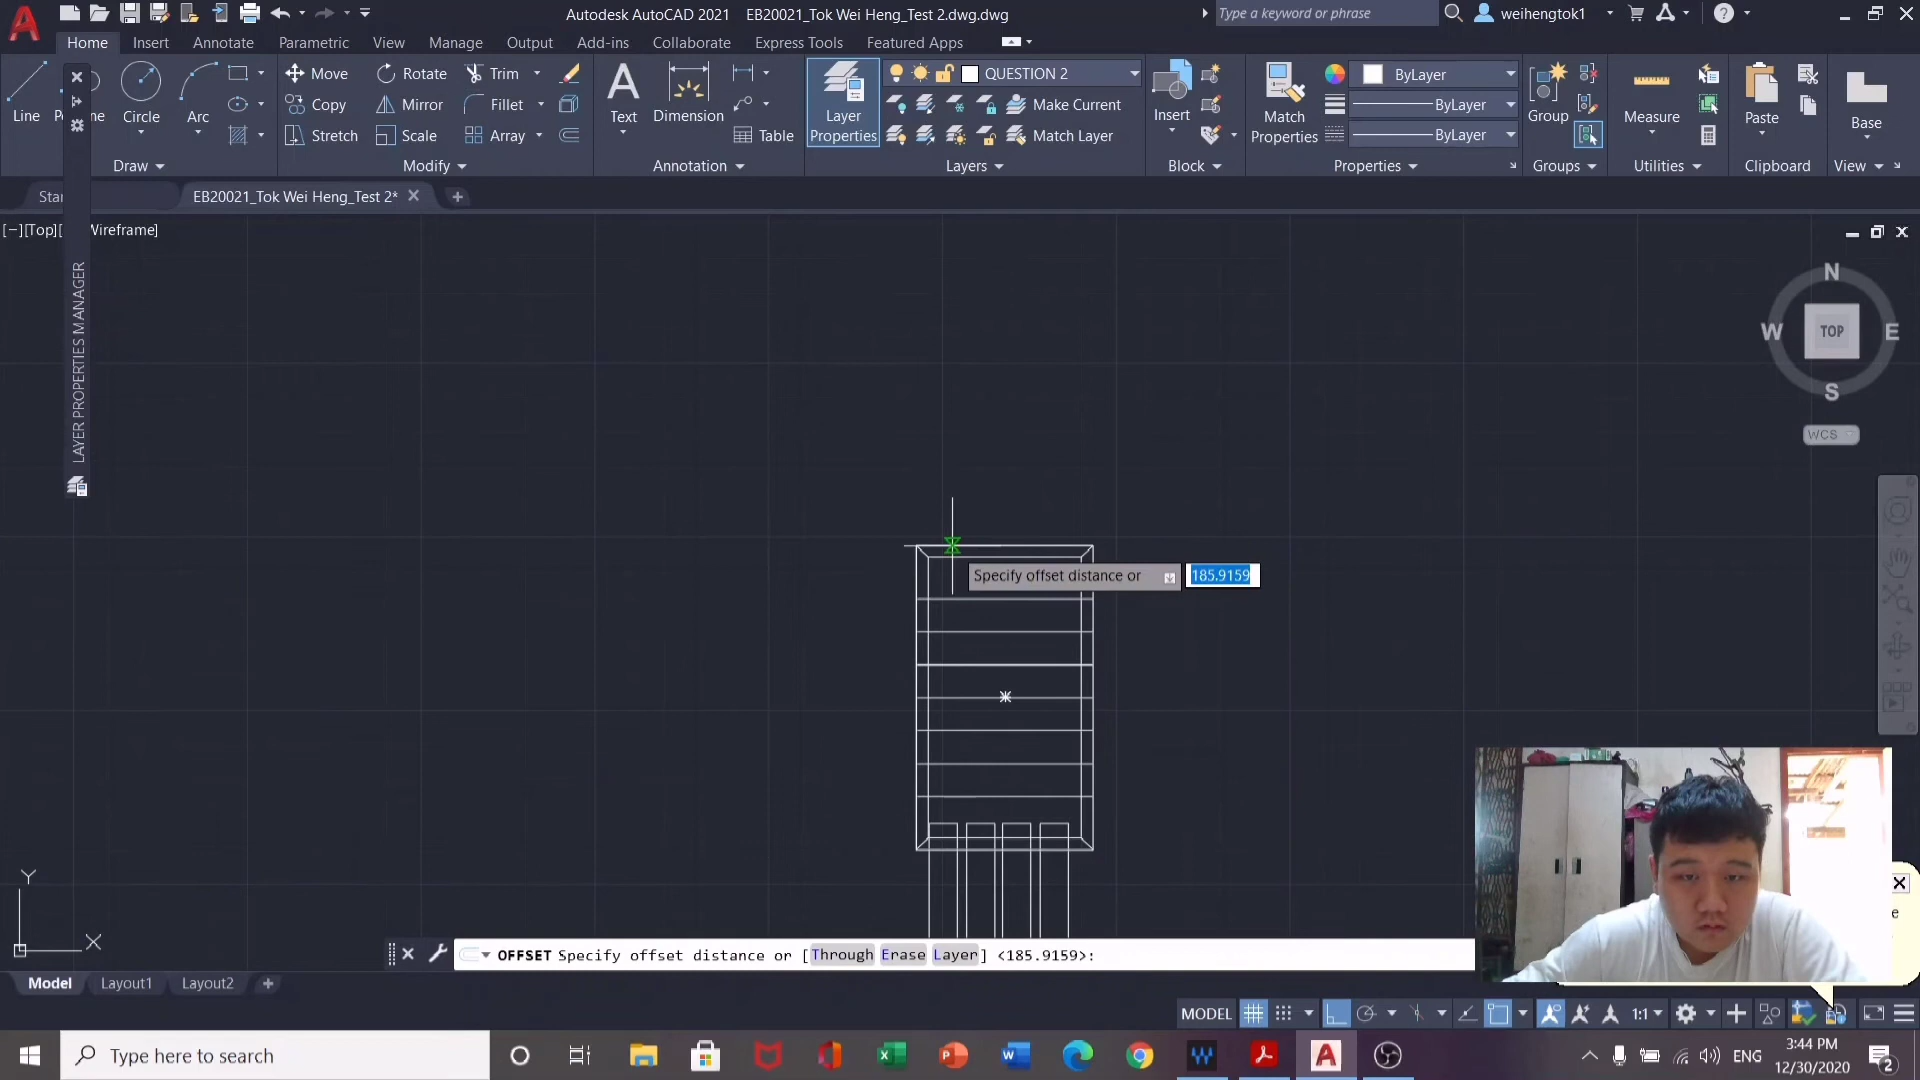 Autodesk AutoCAD 2021 EB20021_Tok Wei Heng_Test 2.dwg.dwg
Type a keyword or phrase
weihengtok1
Home Insert Annotate Parametric View Manage Output Add-ins Collaborate Express Tools Featured Apps
Line
Circle
Arc
Move
Rotate
Trim
Copy
Mirror
Fillet
Stretch
Scale
Array
Text
Dimension
Table
Layer
Properties
QUESTION 2
Make Current
Match Layer
Insert
Match
Properties
ByLayer
ByLayer
ByLayer
Group
Measure
Paste
Base
Draw Modify Annotation Layers Block Properties Groups Utilities Clipboard View
EB20021_Tok Wei Heng_Test 2*
[−][Top][ Wireframe]
LAYER PROPERTIES MANAGER
N
W TOP E
S
WCS
Specify offset distance or 185.9159
Y
X
OFFSET Specify offset distance or [Through Erase Layer] <185.9159>:
Model Layout1 Layout2
MODEL 1:1
Type here to search
ENG
3:44 PM
12/30/2020
2